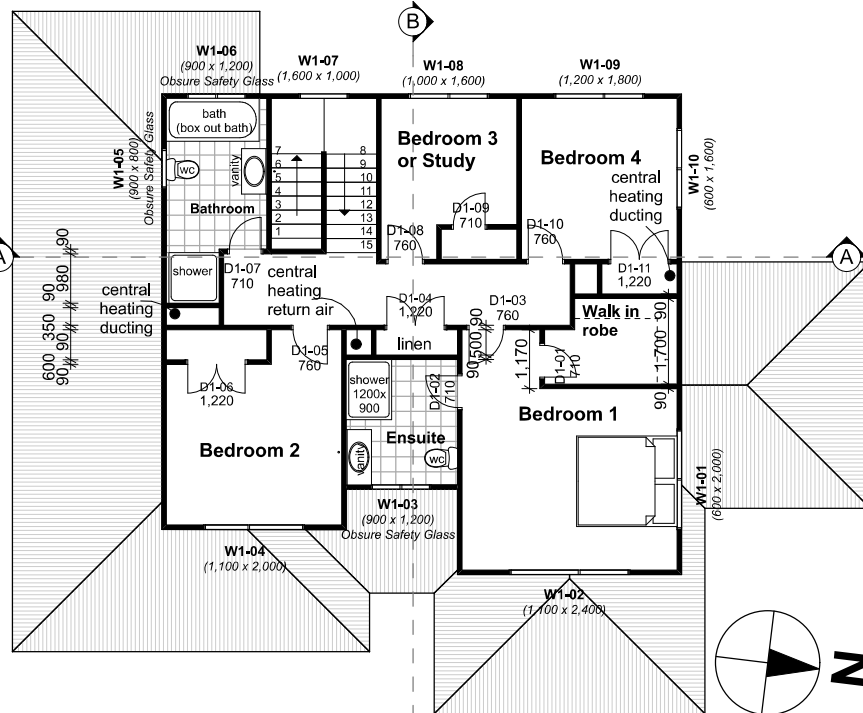 B
W1-06
(900 x 1,200)
Obsure Safety Glass
W1-07
(1,600 x 1,000)
W1-08
(1,000 x 1,600)
W1-09
(1,200 x 1,800)
W1-05
(900 x 800)
Obsure Safety Glass
bath
(box out bath)
wc
vanity
Bathroom
shower
7
6
5
4
3
2
1
8
9
10
11
12
13
14
15
Bedroom 3
or Study
D1-09
710
D1-08
760
Bedroom 4
central
heating
ducting
D1-10
760
D1-11
1,220
W1-10
(600 x 1,600)
A
A
90
980
90
350
90
600
90
D1-07
710
central
heating
return air
central
heating
ducting
D1-04
1,220
D1-03
760
linen
Walk in
robe
D1-01
710
90
1,700
90
90
500
90
1,170
D1-05
760
D1-06
1,220
Bedroom 2
shower
1200x
900
D1-02
710
Ensuite
vanity
wc
Bedroom 1
W1-01
(600 x 2,000)
W1-03
(900 x 1,200)
Obsure Safety Glass
W1-04
(1,100 x 2,000)
W1-02
(1,100 x 2,400)
N